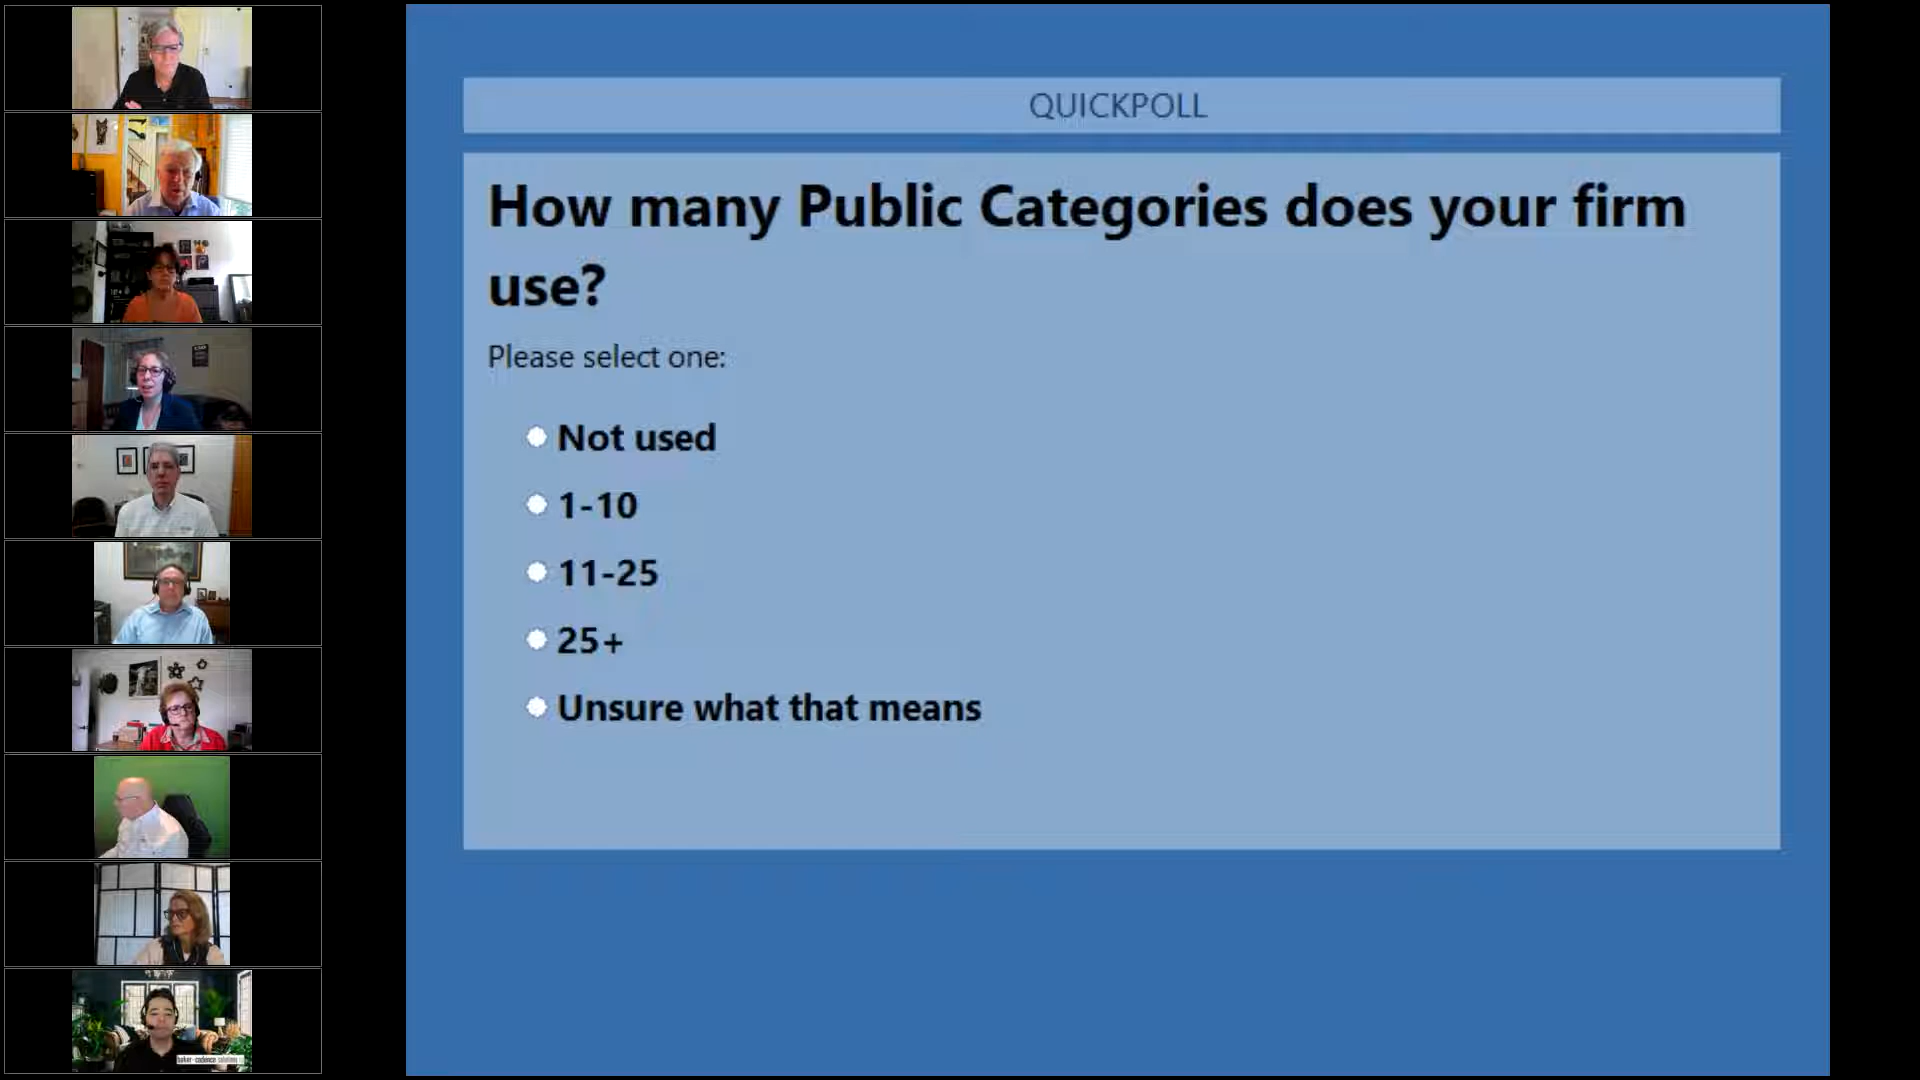 QUICKPOLL
How many Public Categories does your firm
use?
Please select one:
Not used
1-10
11-25
25+
Unsure what that means